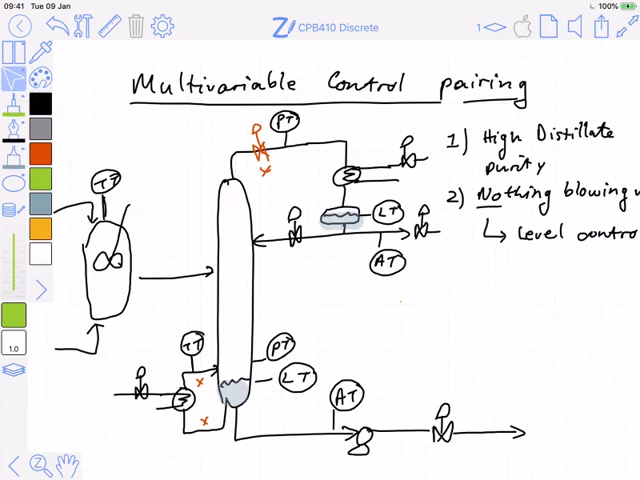 09:41 Tue 09 Jan
100%
CPB410 Discrete
1
Multivariable Control pairing
PT
1) High Distillate
purity
TT
2) Nothing blowing
LT
↳ Level contro
AT
TT
PT
LT
AT
1.0